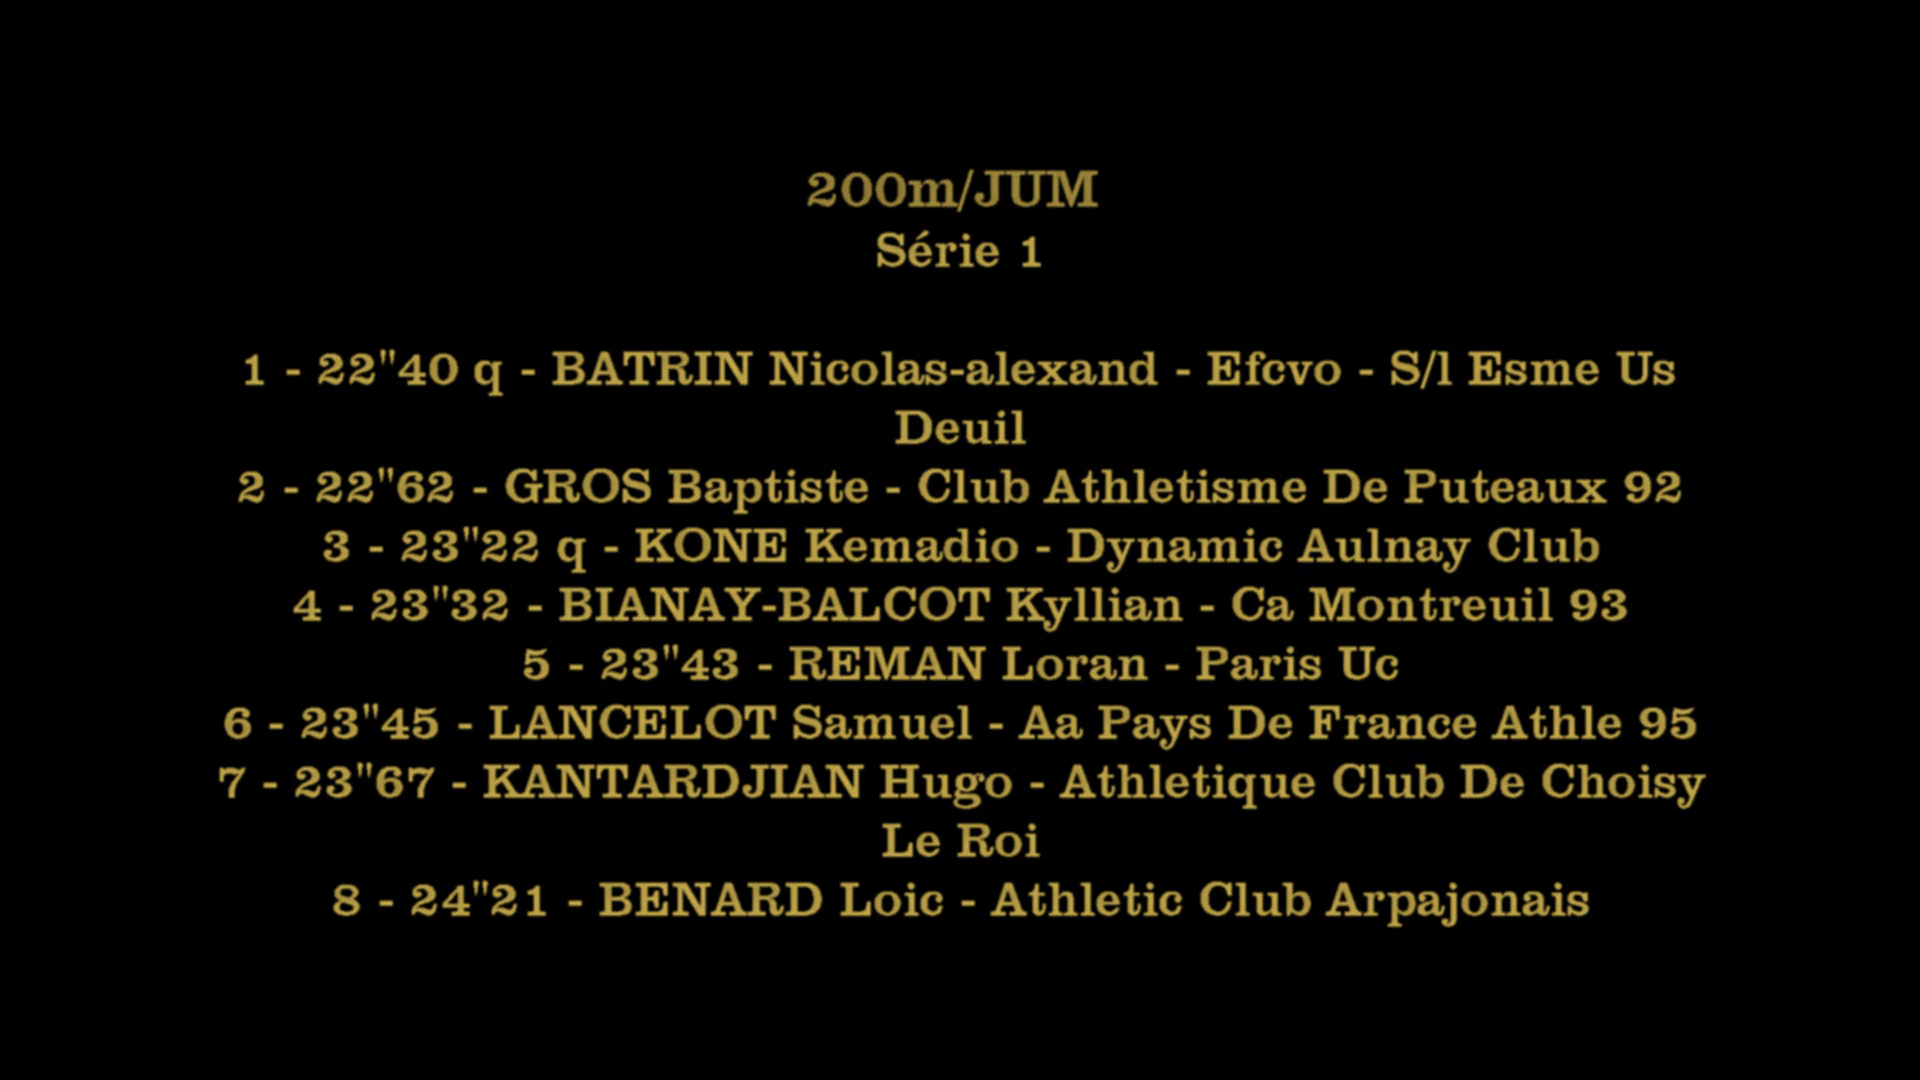 200m/JUM
Série 1
1 - 22"40 q - BATRIN Nicolas-alexand - Efcvo - S/l Esme Us
Deuil
2 - 22"62 - GROS Baptiste - Club Athletisme De Puteaux 92
3 - 23"22 q - KONE Kemadio - Dynamic Aulnay Club
4 - 23"32 - BIANAY-BALCOT Kyllian - Ca Montreuil 93
5 - 23"43 - REMAN Loran - Paris Uc
6 - 23"45 - LANCELOT Samuel - Aa Pays De France Athle 95
7 - 23"67 - KANTARDJIAN Hugo - Athletique Club De Choisy
Le Roi
8 - 24"21 - BENARD Loic - Athletic Club Arpajonais